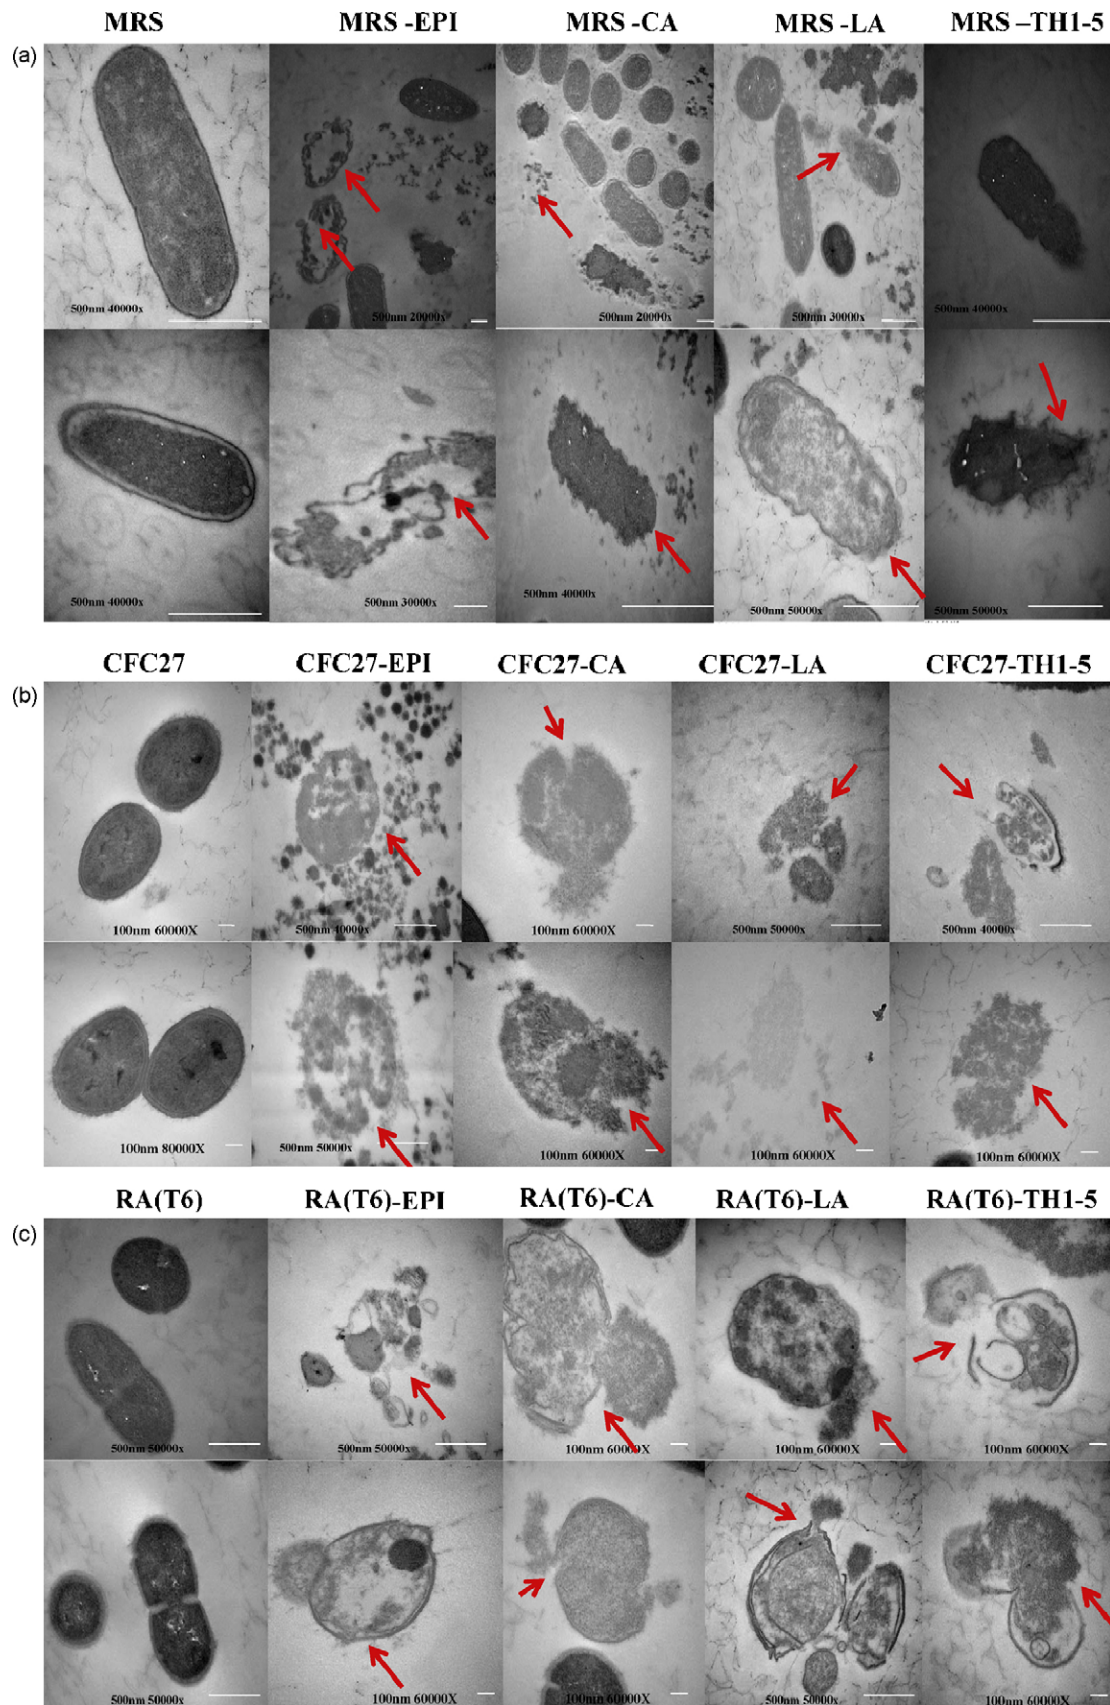 MRS MRS -EPI MRS -CA MRS -LA MRS –TH1-5
(a)
500nm 40000x 500nm 20000x 500nm 20000x 500nm 30000x 500nm 40000x
500nm 40000x 500nm 30000x 500nm 40000x 500nm 50000x 500nm 50000x
CFC27 CFC27-EPI CFC27-CA CFC27-LA CFC27-TH1-5
(b)
100nm 60000X 500nm 40000x 100nm 60000X 500nm 50000x 500nm 40000x
100nm 80000X 500nm 50000x 100nm 60000X 100nm 60000X 100nm 60000X
RA(T6) RA(T6)-EPI RA(T6)-CA RA(T6)-LA RA(T6)-TH1-5
(c)
500nm 50000x 500nm 50000x 100nm 60000X 100nm 60000X 100nm 60000X
500nm 50000x 100nm 60000X 100nm 60000X 500nm 50000x 100nm 60000X